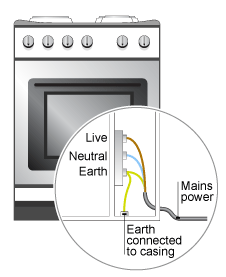 Live
Neutral
Earth
Mains
power
Earth
connected
to casing